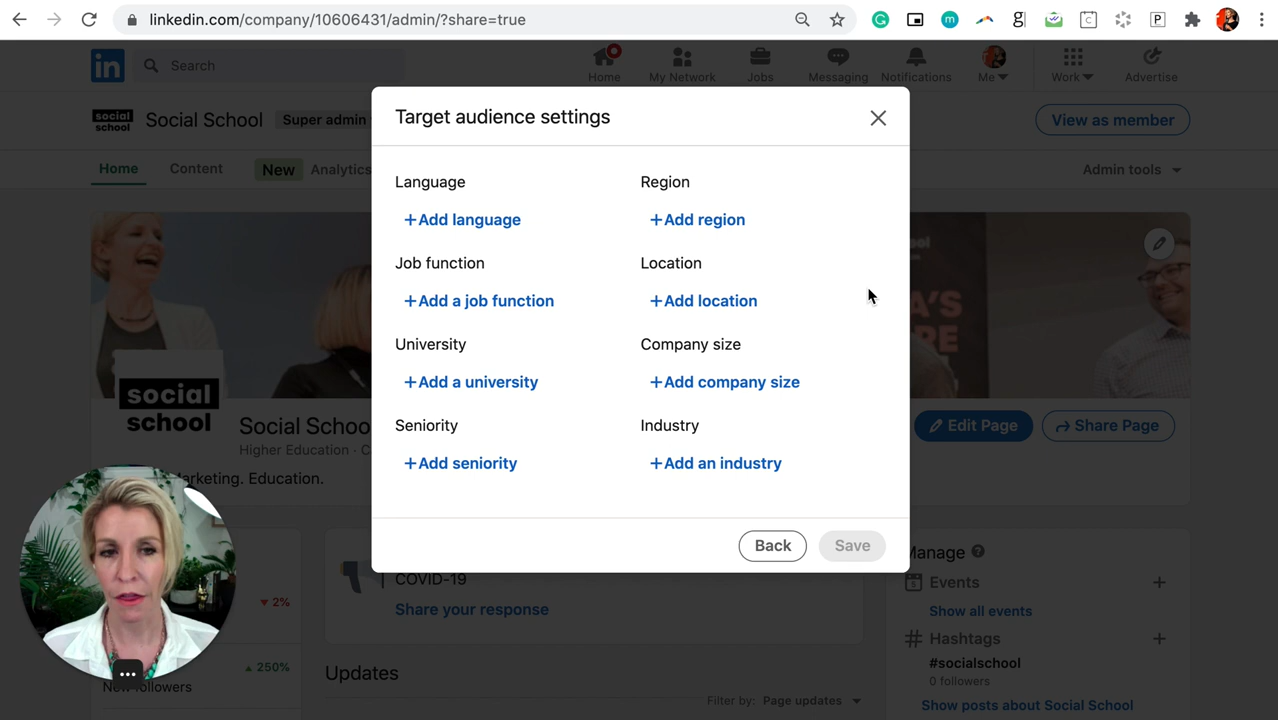 linkedin.com/company/10606431/admin/?share=true
in
Search
Home
My Network
Jobs
Messaging
Notifications
Me
Work
Advertise
social
school
Social School
Super admin
View as member
Home
Content
New
Analytics
Admin tools
Target audience settings
Language
+Add language
Region
+Add region
Job function
+Add a job function
Location
+Add location
University
+Add a university
Company size
+Add company size
Seniority
+Add seniority
Industry
+Add an industry
Back
Save
social
school
Social Schoo
Higher Education · C
arketing. Education.
Edit Page
Share Page
2%
250%
New followers
COVID-19
Share your response
Updates
Filter by: Page updates
Manage
Events
Show all events
Hashtags
#socialschool
0 followers
Show posts about Social School